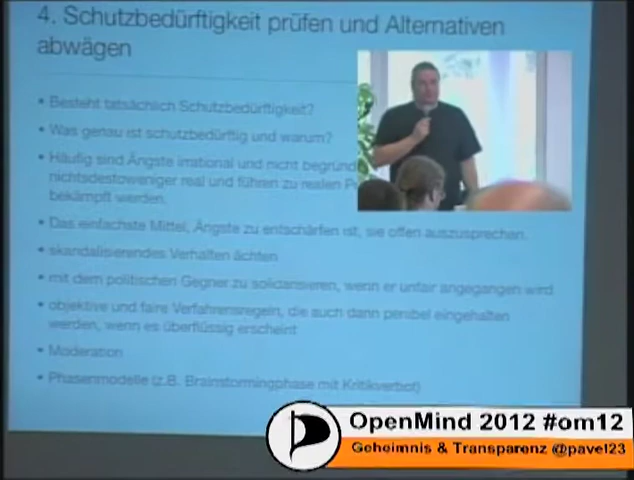 4. Schutzbedürftigkeit prüfen und Alternativen
abwägen
• Besteht tatsächlich Schutzbedürftigkeit?
• Was genau ist schutzbedürftig und warum?
• Häufig sind Ängste irrational und nicht begründ
nichtsdestoweniger real und führen zu realen
bekämpft werden.
• Das einfachste Mittel, Ängste zu entschärfen ist, sie offen auszusprechen.
• skandalisierendes Verhalten ächten
• mit dem politischen Gegner zu solidarisieren, wenn er unfair angegangen wird
• objektive und faire Verfahrensregeln, die auch dann penibel eingehalten
werden, wenn es überflüssig erscheint
• Moderation
• Phasenmodelle (z.B. Brainstormingphase mit Kritikverbot)
OpenMind 2012 #om12
Geheimnis & Transparenz @pavel23